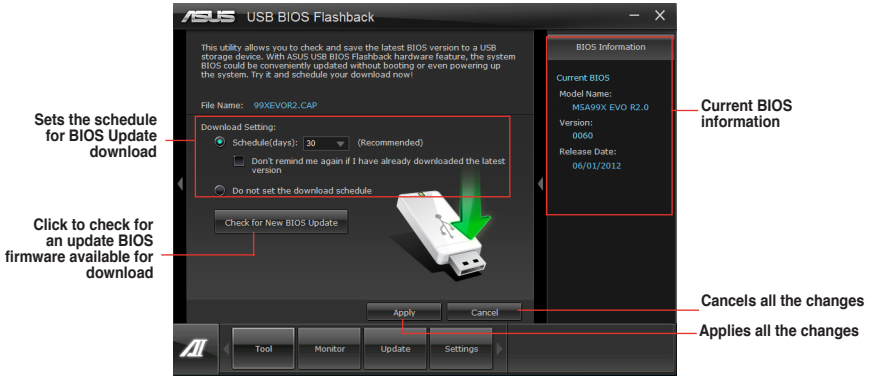 ASUS USB BIOS Flashback
This utility allows you to check and save the latest BIOS version to a USB
storage device. With ASUS USB BIOS Flashback hardware feature, the system
BIOS could be conveniently updated without booting or even powering up
the system. Try it and schedule your download now!
File Name: 99XEVOR2.CAP
Download Setting:
Schedule(days): 30 (Recommended)
Don't remind me again if I have already downloaded the latest
version
Do not set the download schedule
Check for New BIOS Update
Apply
Cancel
Tool
Monitor
Update
Settings
BIOS Information
Current BIOS
Model Name:
M5A99X EVO R2.0
Version:
0060
Release Date:
06/01/2012
Sets the schedule
for BIOS Update
download
Click to check for
an update BIOS
firmware available for
download
Current BIOS
information
Cancels all the changes
Applies all the changes